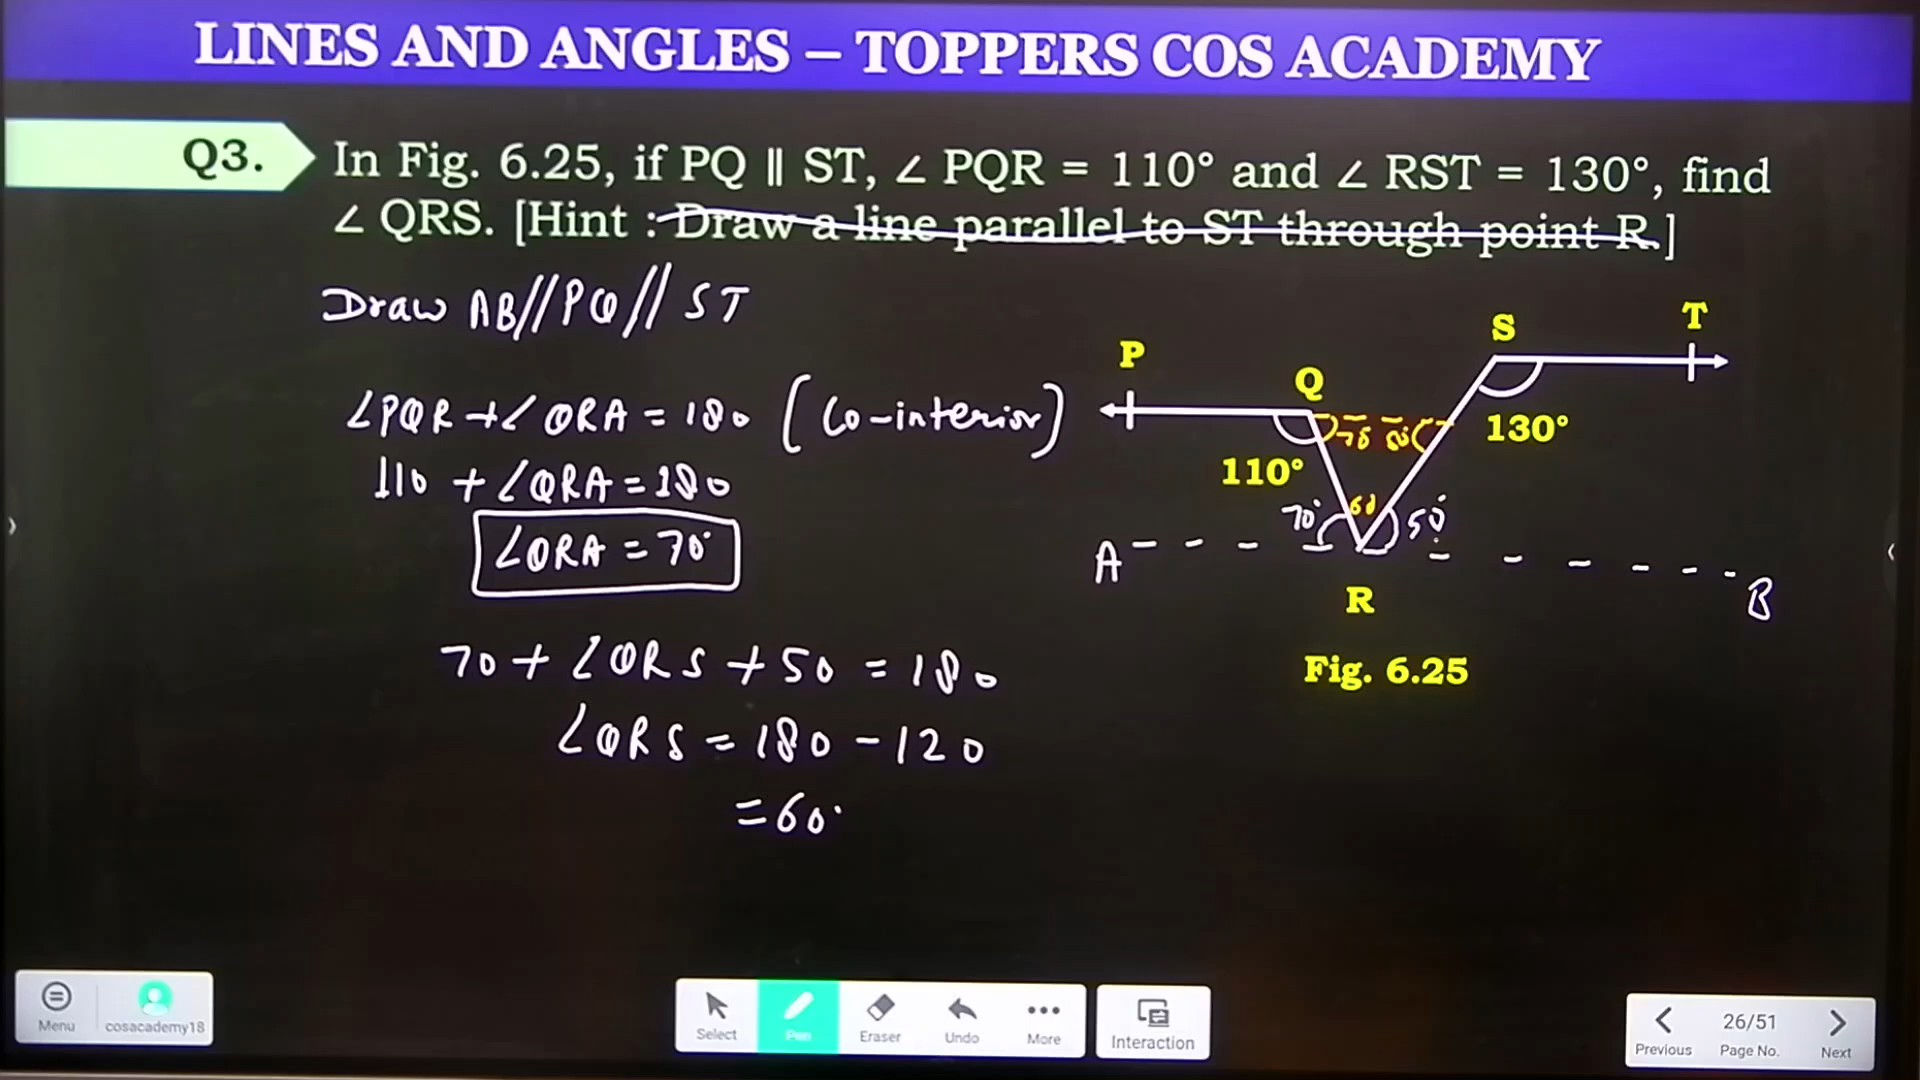 LINES AND ANGLES – TOPPERS COS ACADEMY
Q3. In Fig. 6.25, if PQ ∥ ST, ∠ PQR = 110° and ∠ RST = 130°, find
∠ QRS. [Hint : Draw a line parallel to ST through point R.]
Draw AB//PQ//ST
∠PQR + ∠QRA = 180 (Co-interior)
110 + ∠QRA = 180
∠QRA = 70°
70 + ∠QRS + 50 = 180
∠QRS = 180 - 120
= 60°
P
Q
S
T
110°
130°
70
70°
60
50°
A
B
R
Fig. 6.25
Menu
cosacademy18
Select
Pen
Eraser
Undo
More
Interaction
26/51
Previous
Page No.
Next